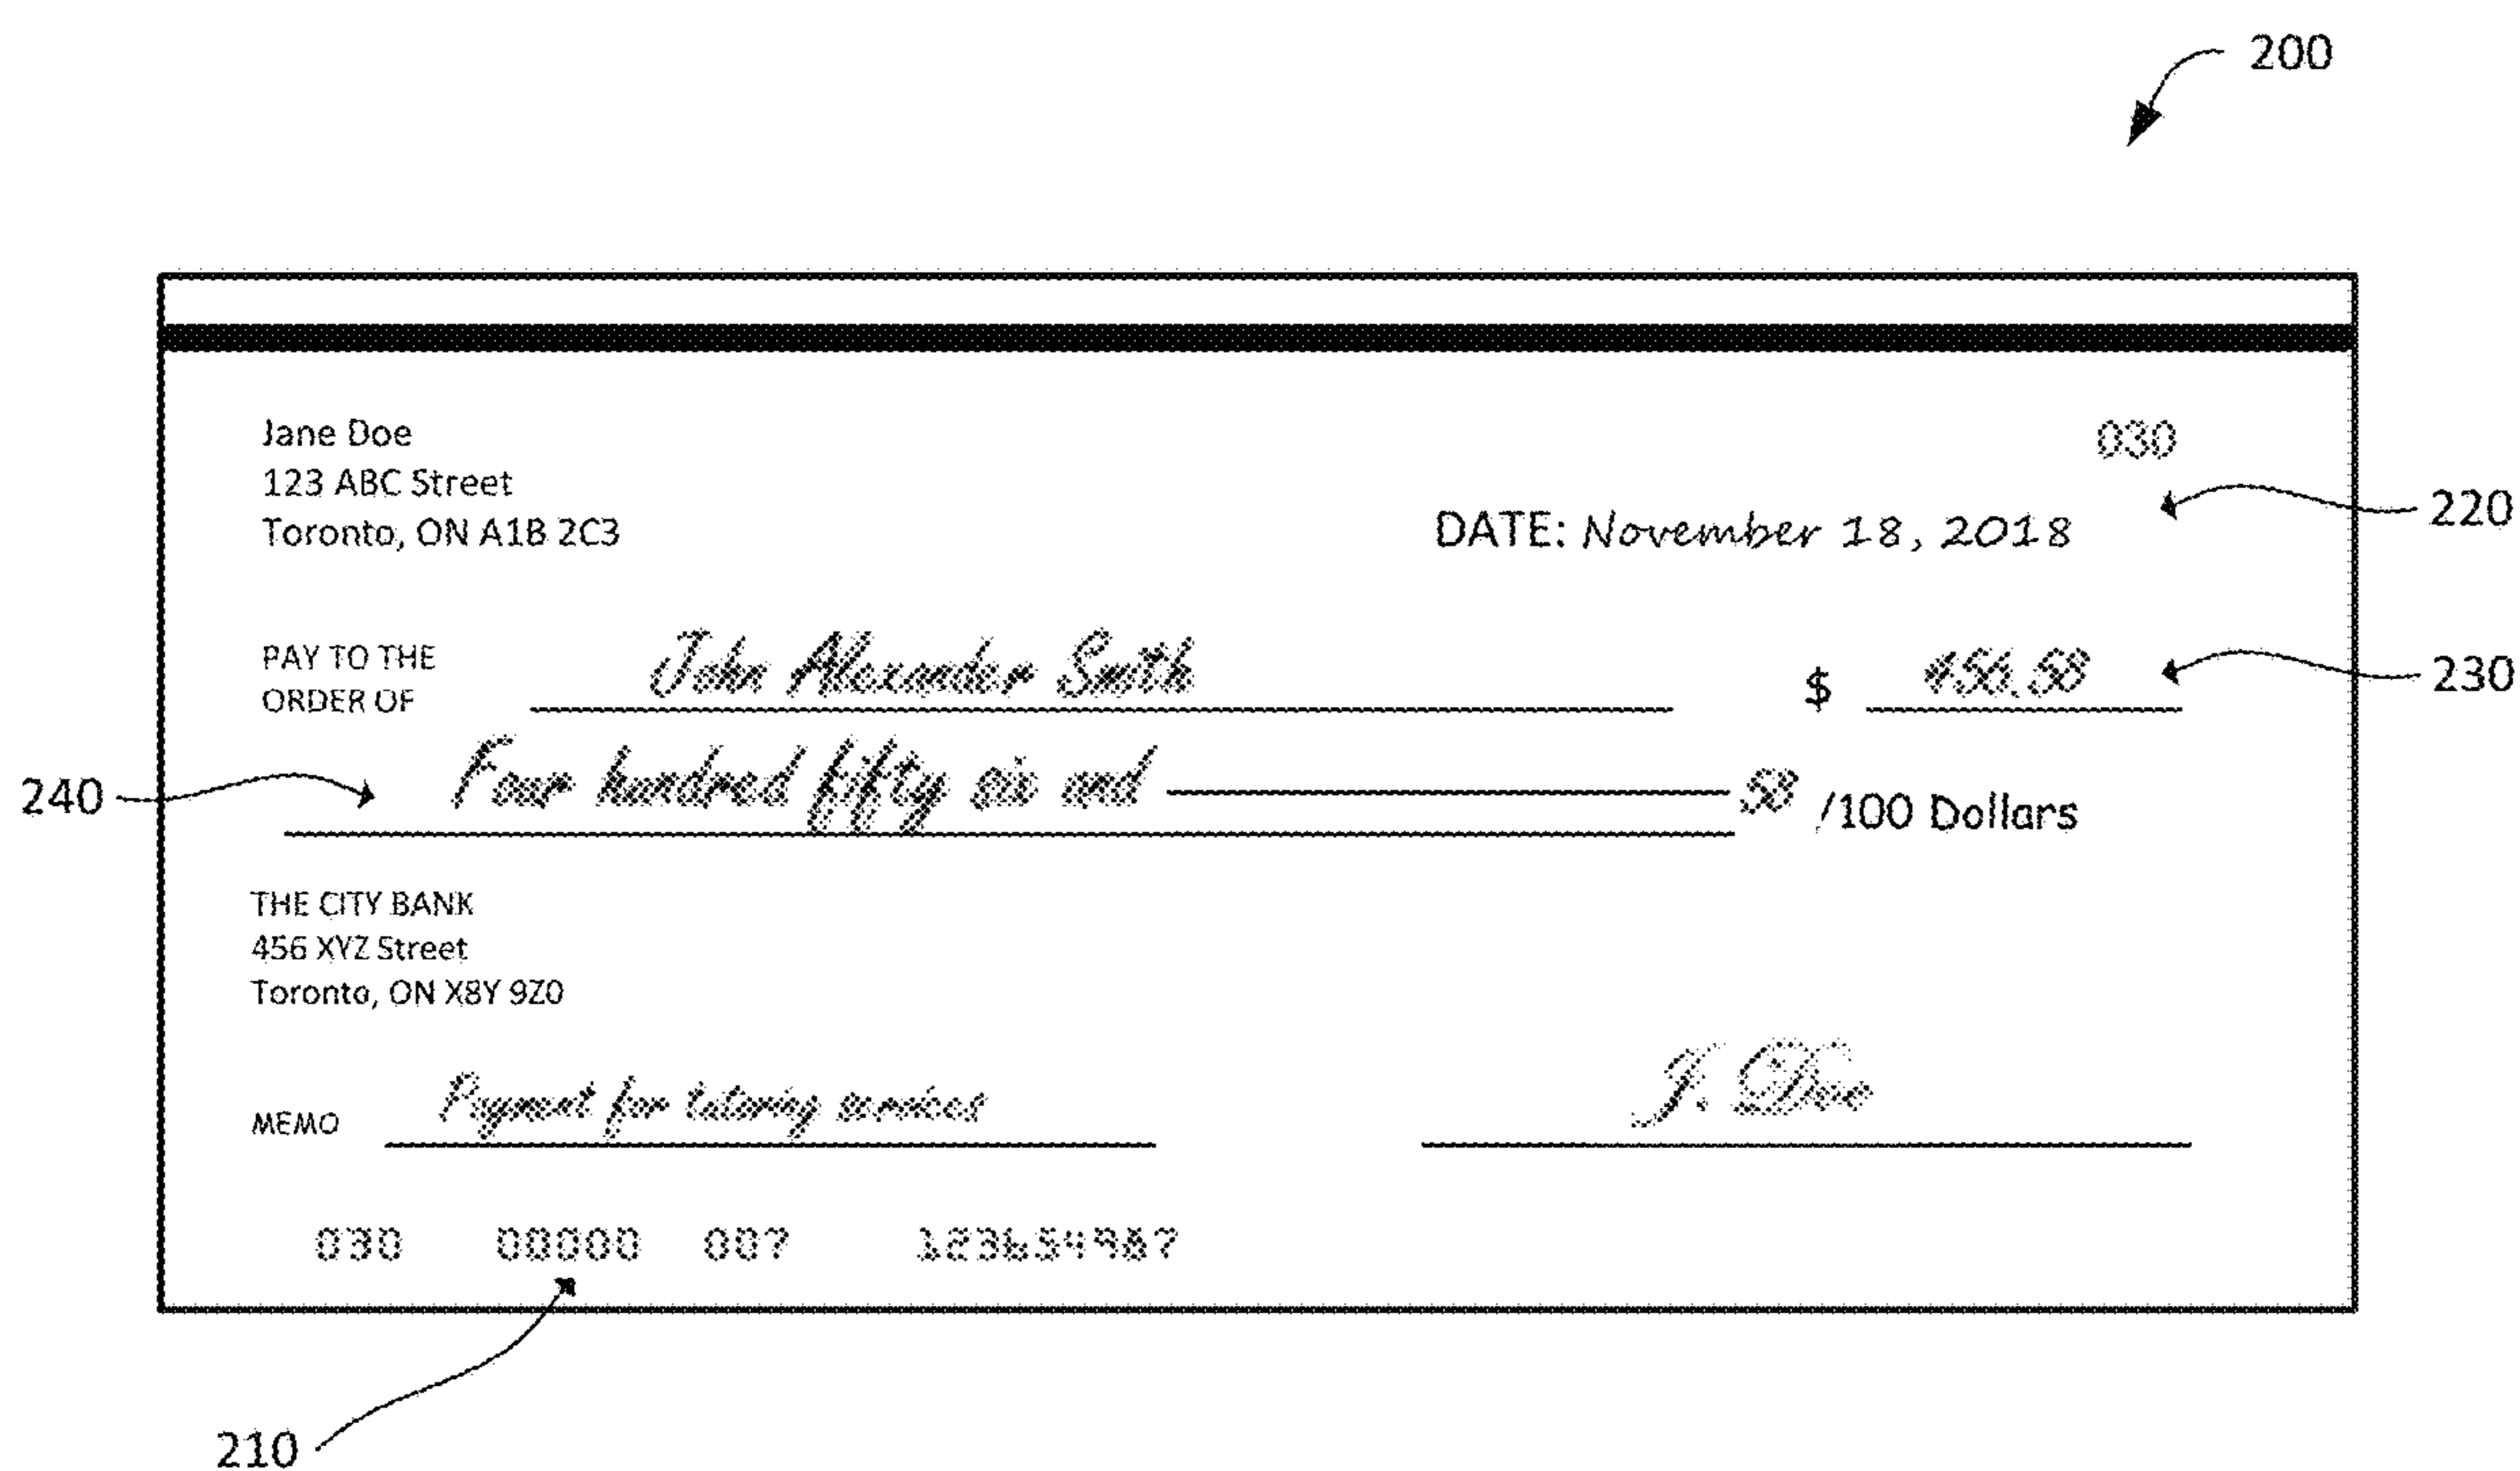 200
Jane Doe
030
123 ABC Street
220
Toronto, ON A1B 2C3
DATE: November 18, 2018
PAY TO THE ORDER OF John Alexander Smith $ 456.58
230
240
Four hundred fifty six and 58 /100 Dollars
THE CITY BANK
456 XYZ Street
Toronto, ON X8Y 9Z0
MEMO Payment for tutoring services
J. Doe
030 00000 007 123654987
210